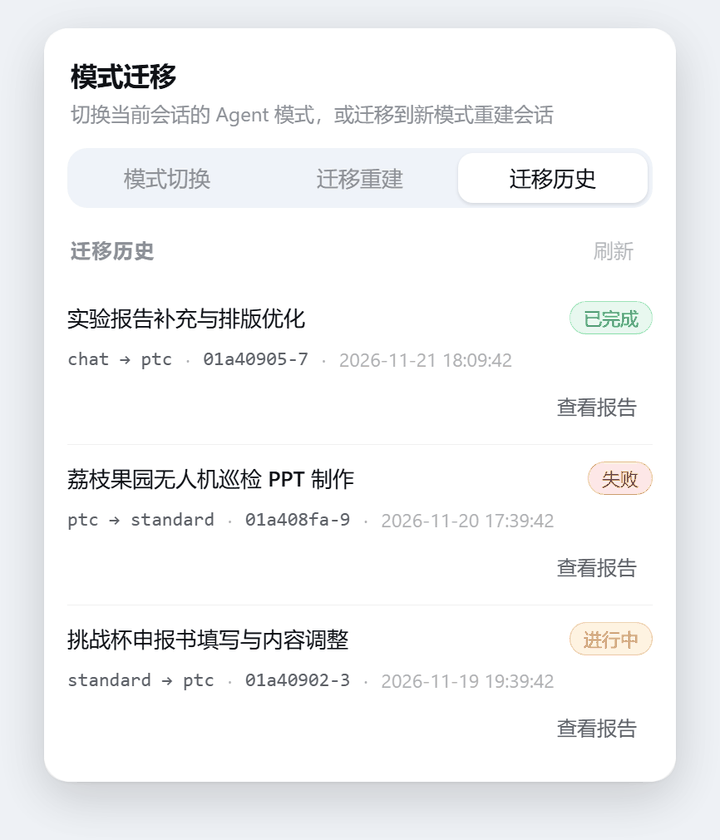 模式迁移
切换当前会话的 Agent 模式，或迁移到新模式重建会话
模式切换 迁移重建 迁移历史
迁移历史 刷新
实验报告补充与排版优化 已完成
chat → ptc · 01a40905-7 · 2026-11-21 18:09:42
查看报告
荔枝果园无人机巡检 PPT 制作 失败
ptc → standard · 01a408fa-9 · 2026-11-20 17:39:42
查看报告
挑战杯申报书填写与内容调整 进行中
standard → ptc · 01a40902-3 · 2026-11-19 19:39:42
查看报告